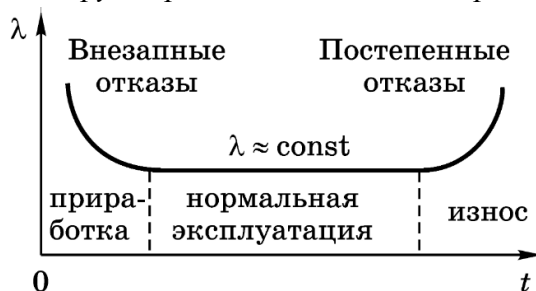 λ
Внезапные
отказы
Постепенные
отказы
λ ≈ const
прира-
ботка
нормальная
эксплуатация
износ
0
t